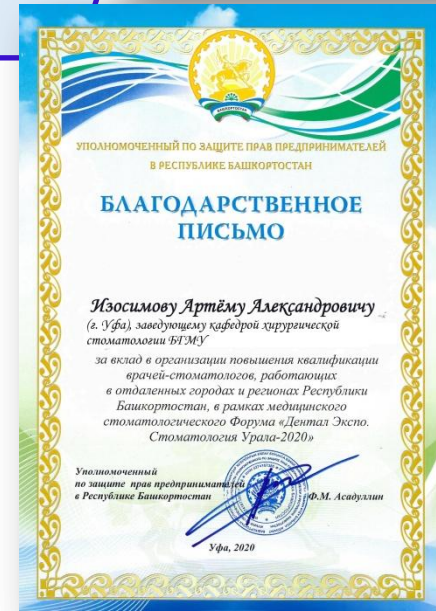 УПОЛНОМОЧЕННЫЙ ПО ЗАЩИТЕ ПРАВ ПРЕДПРИНИМАТЕЛЕЙ
В РЕСПУБЛИКЕ БАШКОРТОСТАН
БЛАГОДАРСТВЕННОЕ
ПИСЬМО
Изосимову Артёму Александровичу
(г. Уфа), заведующему кафедрой хирургической
стоматологии БГМУ
за вклад в организации повышения квалификации
врачей-стоматологов, работающих
в отдаленных городах и регионах Республики
Башкортостан, в рамках медицинского
стоматологического Форума «Дентал Экспо.
Стоматология Урала-2020»
Уполномоченный
по защите прав предпринимателей
в Республике Башкортостан Ф.М. Асадуллин
Уфа, 2020